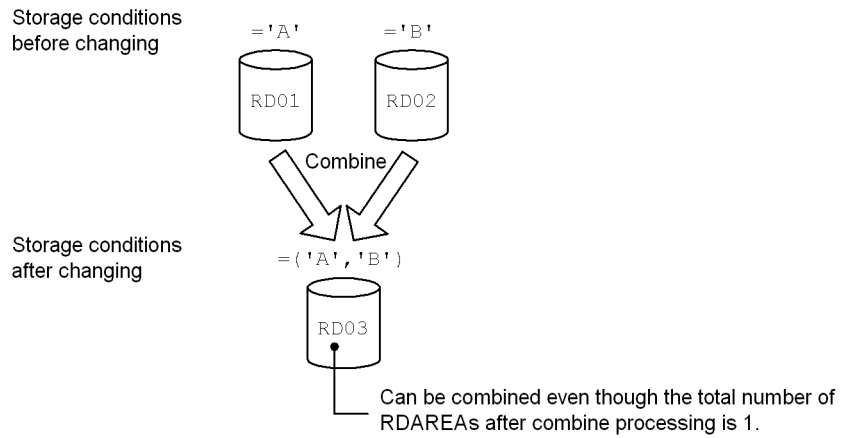 Storage conditions
before changing
='A' ='B'
RD01 RD02
Combine
Storage conditions
after changing
=('A','B')
RD03
Can be combined even though the total number of
RDAREAs after combine processing is 1.